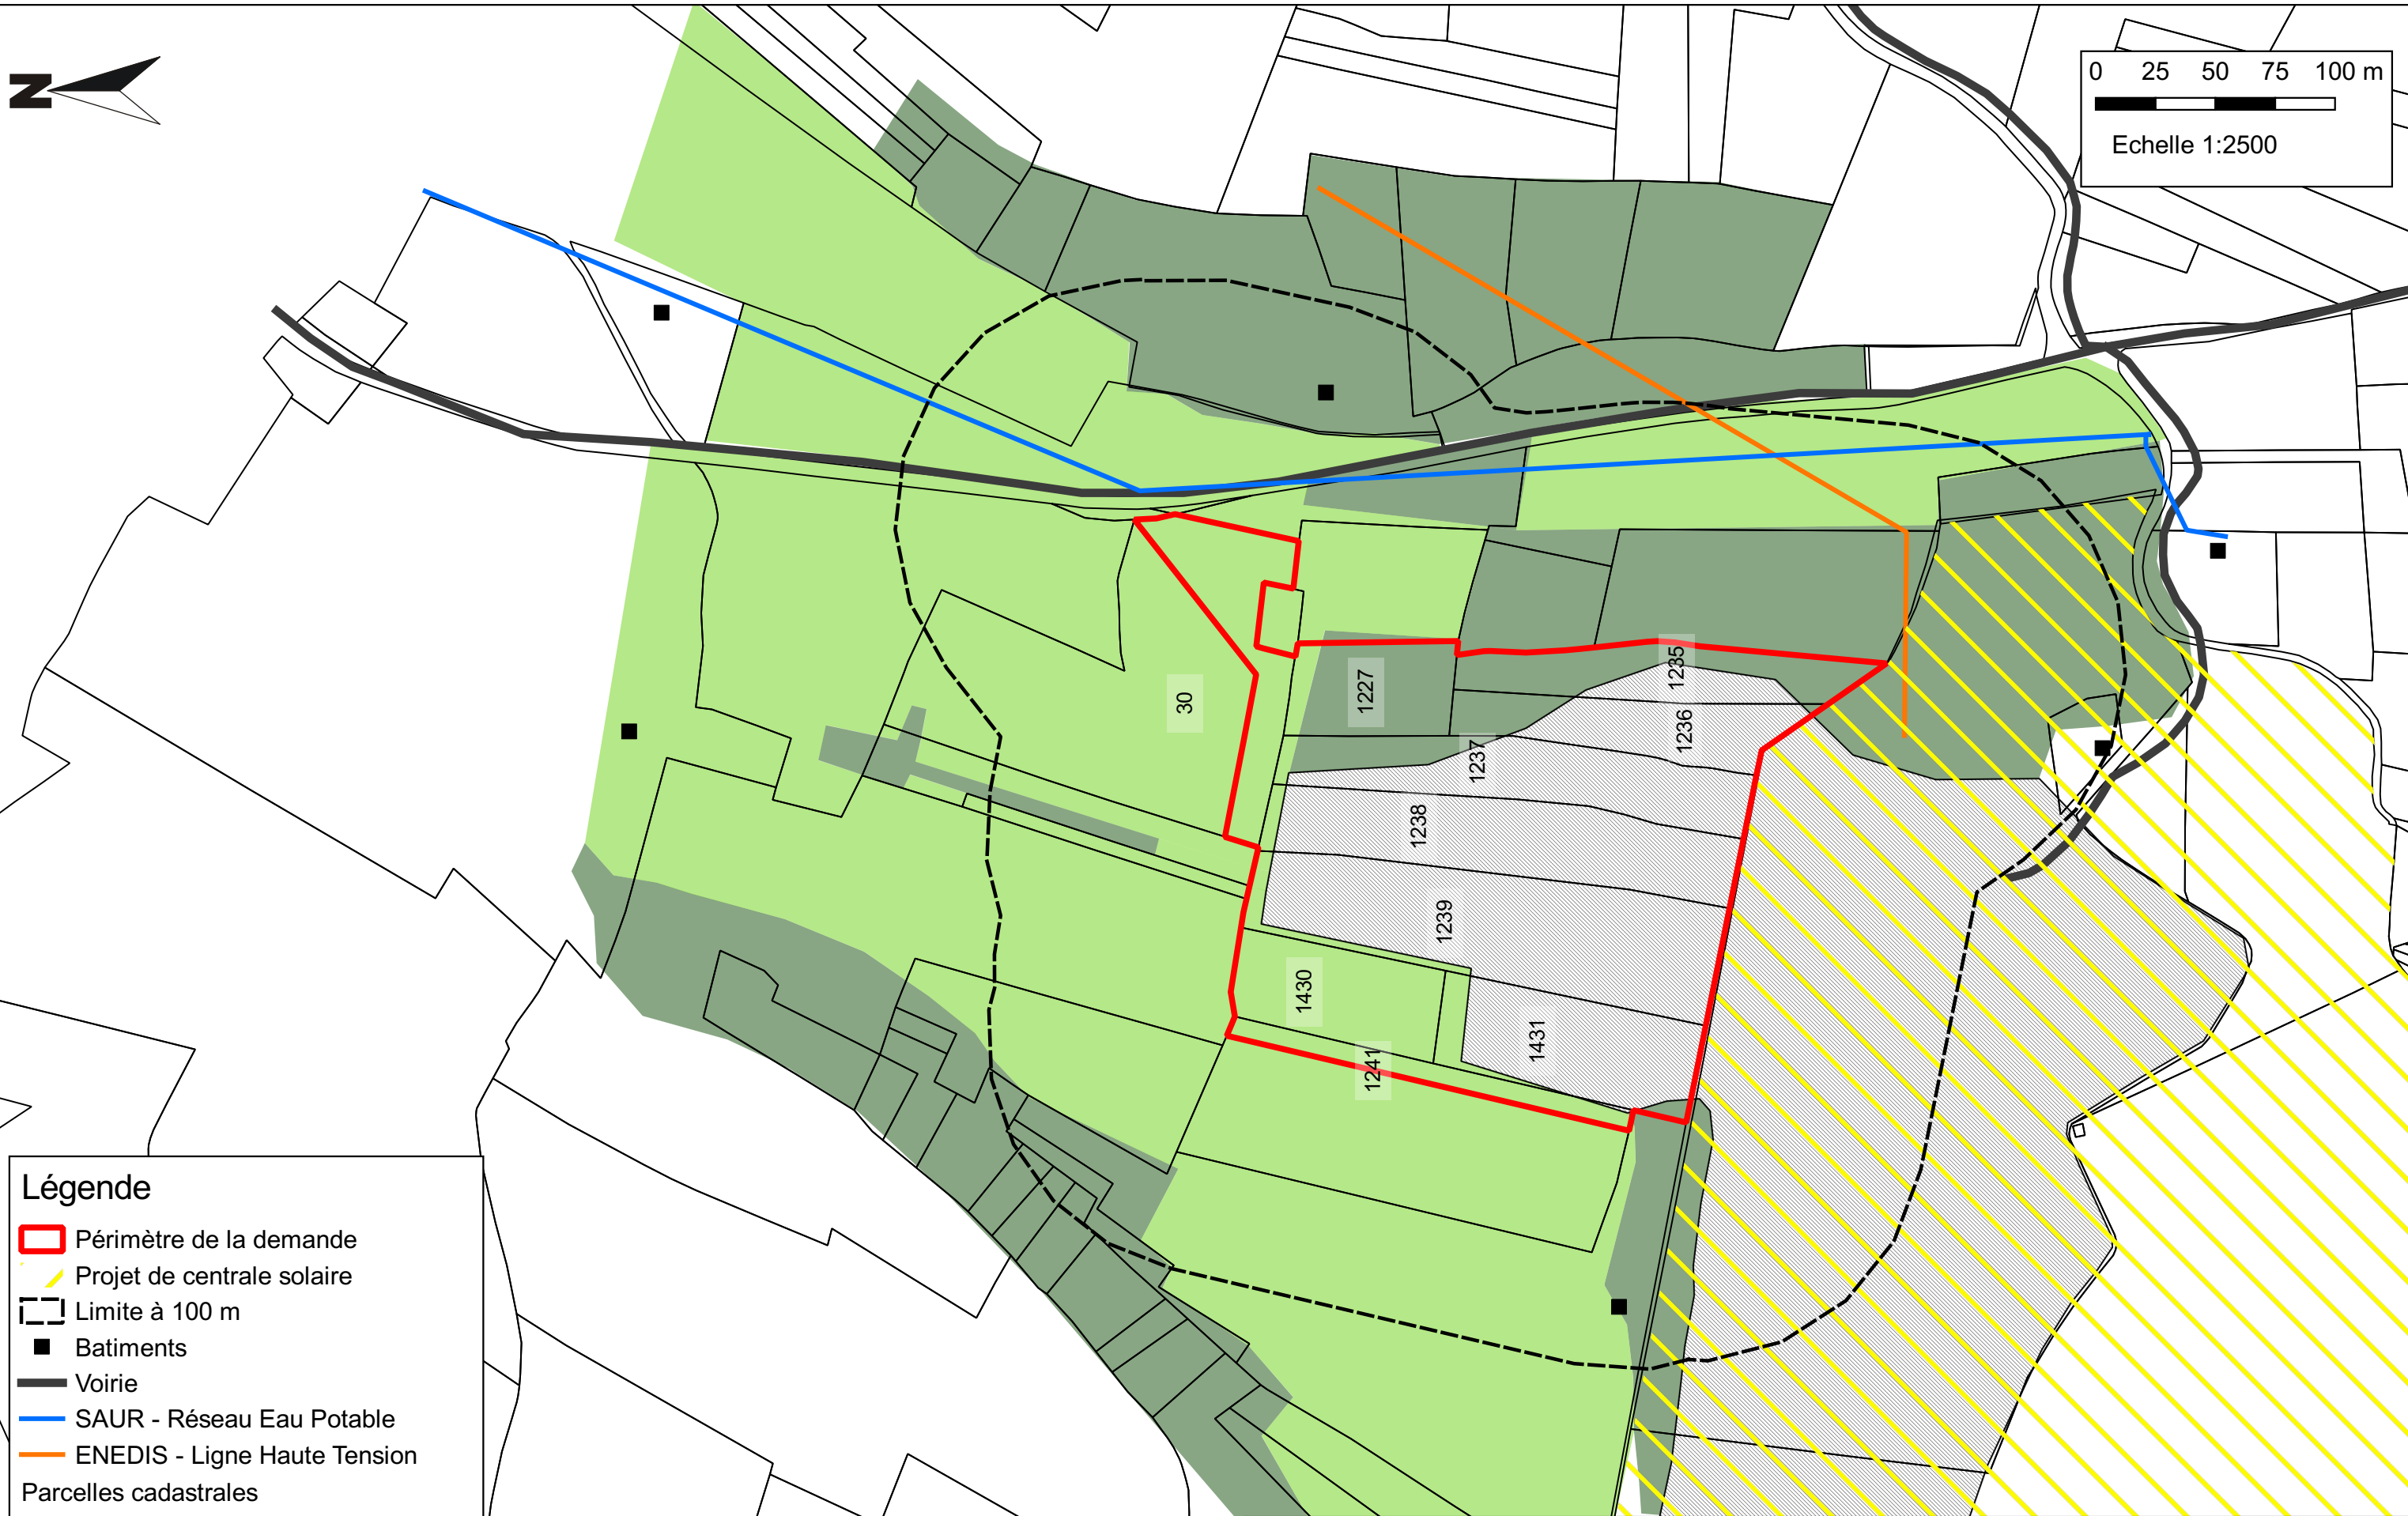 N
0 25 50 75 100 m
Echelle 1:2500
30
1227
1235
1236
1237
1238
1239
1430
1431
1241
Légende
Périmètre de la demande
Projet de centrale solaire
Limite à 100 m
Batiments
Voirie
SAUR - Réseau Eau Potable
ENEDIS - Ligne Haute Tension
Parcelles cadastrales